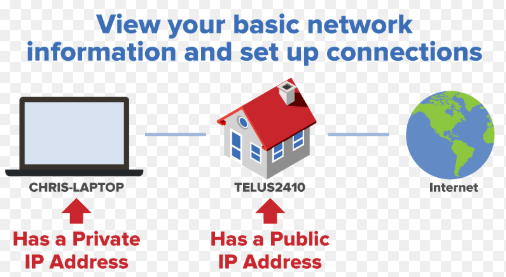 View your basic network
information and set up connections
CHRIS-LAPTOP
TELUS2410
Internet
Has a Private
IP Address
Has a Public
IP Address